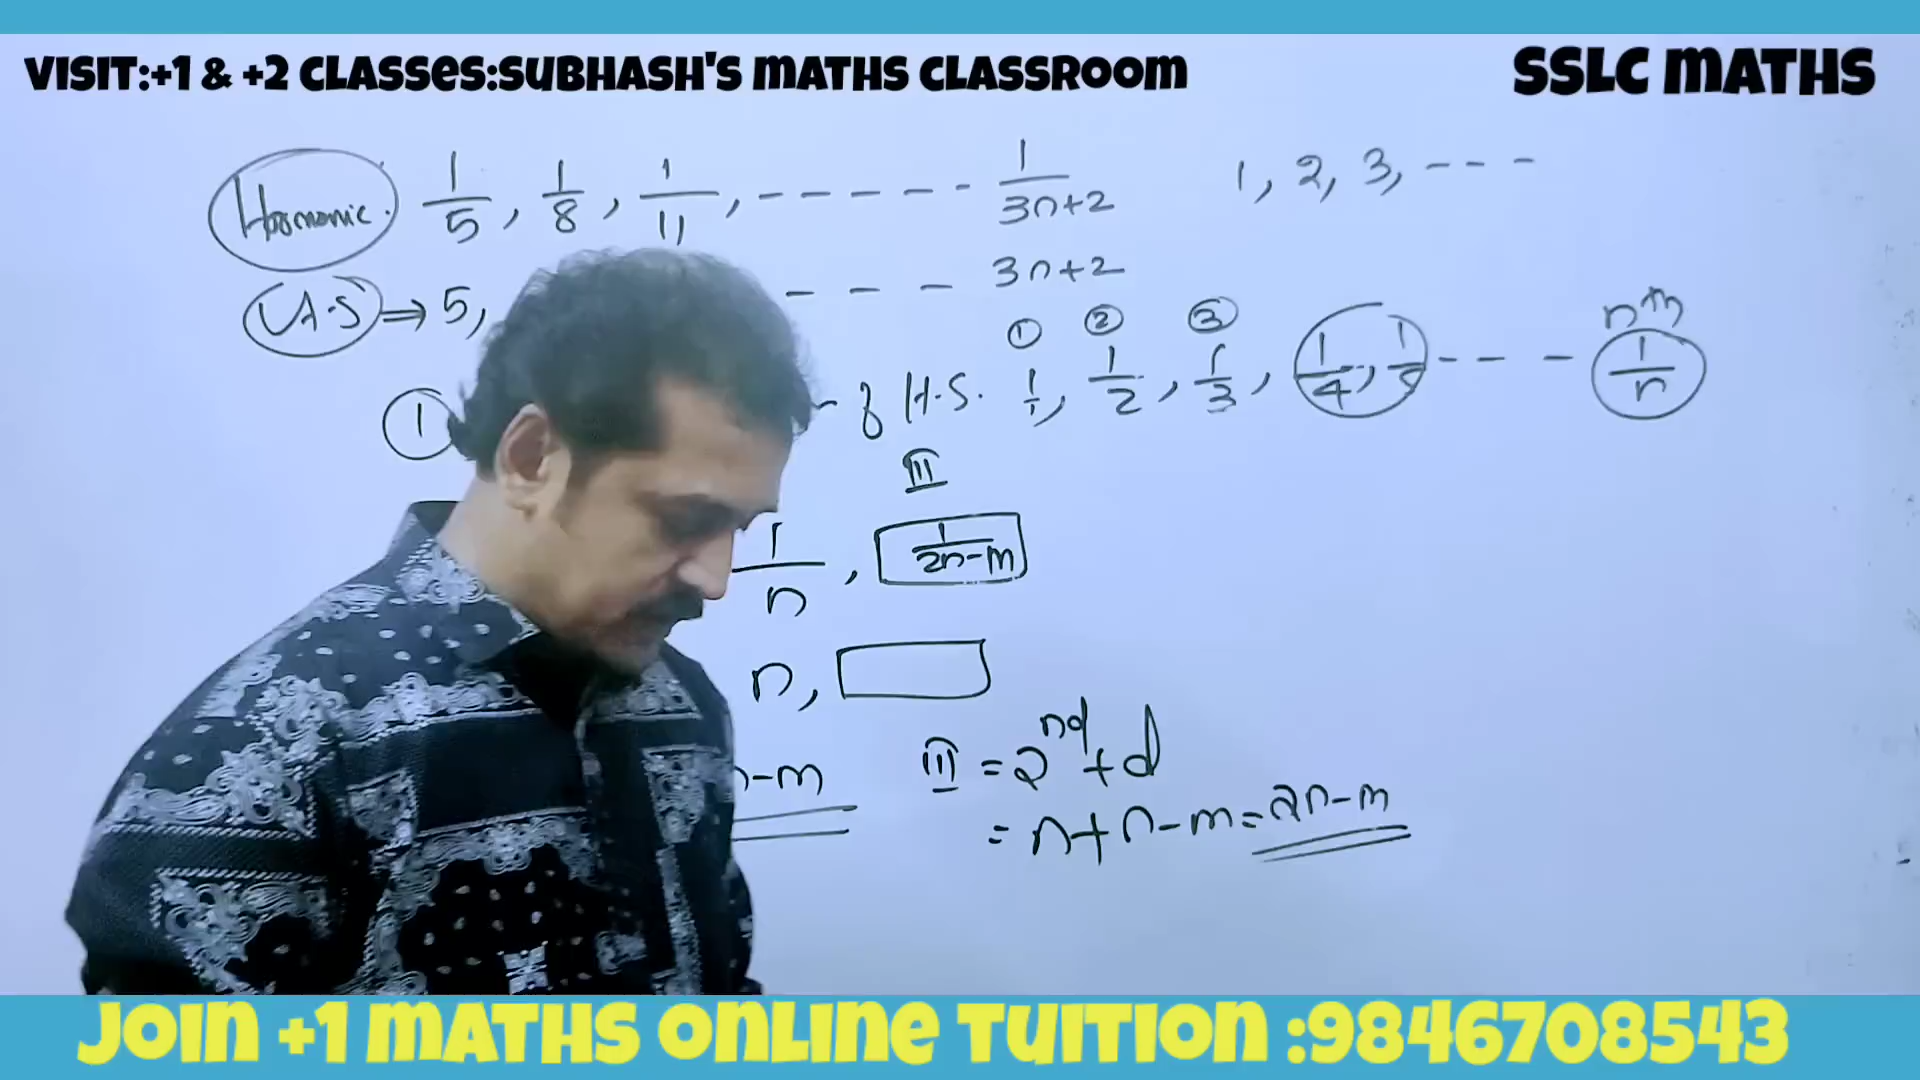 VISIT:+1 & +2 CLASSES:SUBHASH'S MATHS CLASSROOM
SSLC MATHS
Harmonic. 1/5, 1/8, 1/11, ----- 1/3n+2
1, 2, 3, ---
A.S ⇒ 5, --- 3n+2
① ② ③ nth
① of H.S. 1/1, 1/2, 1/3, 1/4, 1/5 --- 1/n
III
1/n, 1/2n-m
n,
n-m
III = 2nd + d
= n+n-m = 2n-m
JOIN +1 MATHS ONLINE TUITION :9846708543